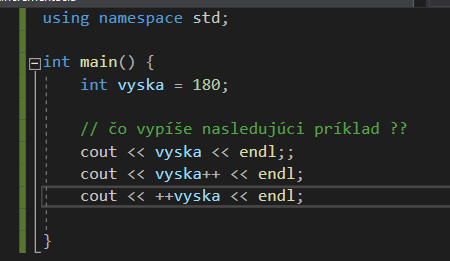 using namespace std;
int main() {
int vyska = 180;
// čo vypíše nasledujúci príklad ??
cout << vyska << endl;;
cout << vyska++ << endl;
cout << ++vyska << endl;
}